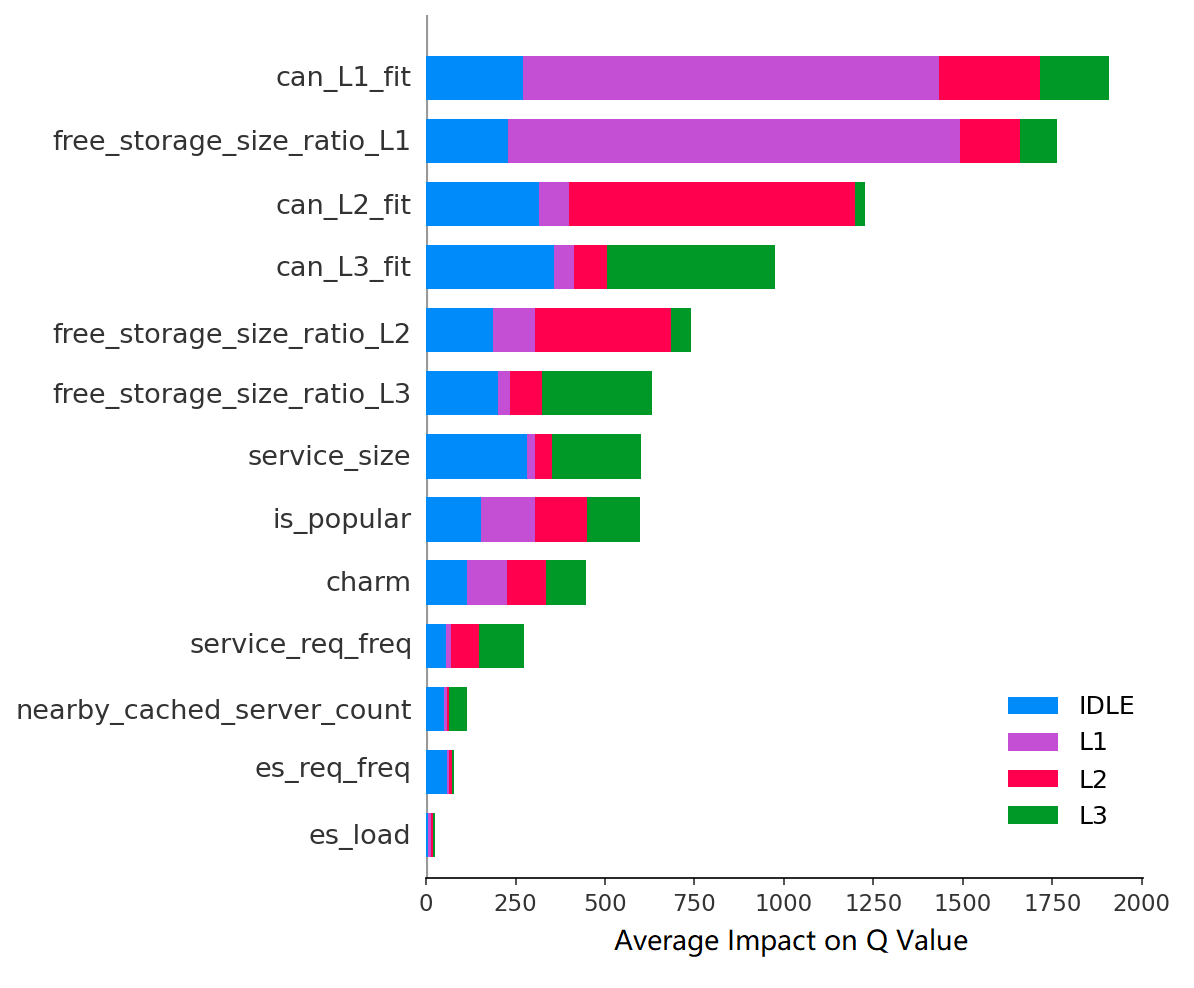 can_L1_fit
free_storage_size_ratio_L1
can_L2_fit
can_L3_fit
free_storage_size_ratio_L2
free_storage_size_ratio_L3
service_size
is_popular
charm
service_req_freq
nearby_cached_server_count
es_req_freq
es_load
IDLE
L1
L2
L3
0 250 500 750 1000 1250 1500 1750 2000
Average Impact on Q Value